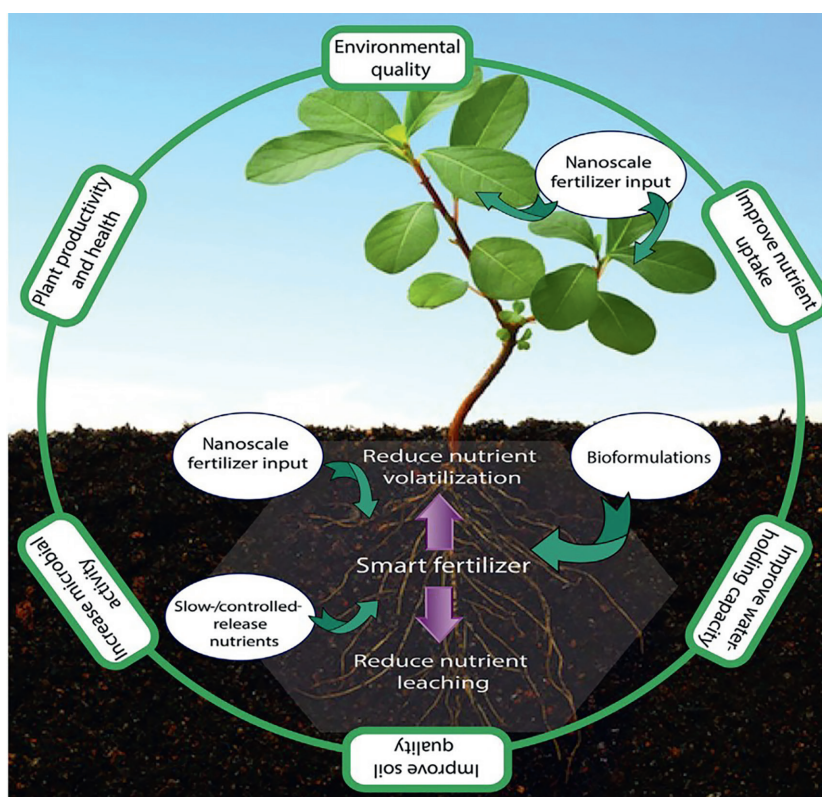 Environmental
quality
Nanoscale
fertilizer input
Plant productivity
and health
Improve nutrient
uptake
Nanoscale
fertilizer input
Reduce nutrient
volatilization
Bioformulations
Smart fertilizer
Increase microbial
activity
Slow-/controlled-
release nutrients
Improve water-
holding capacity
Reduce nutrient
leaching
Improve soil
quality